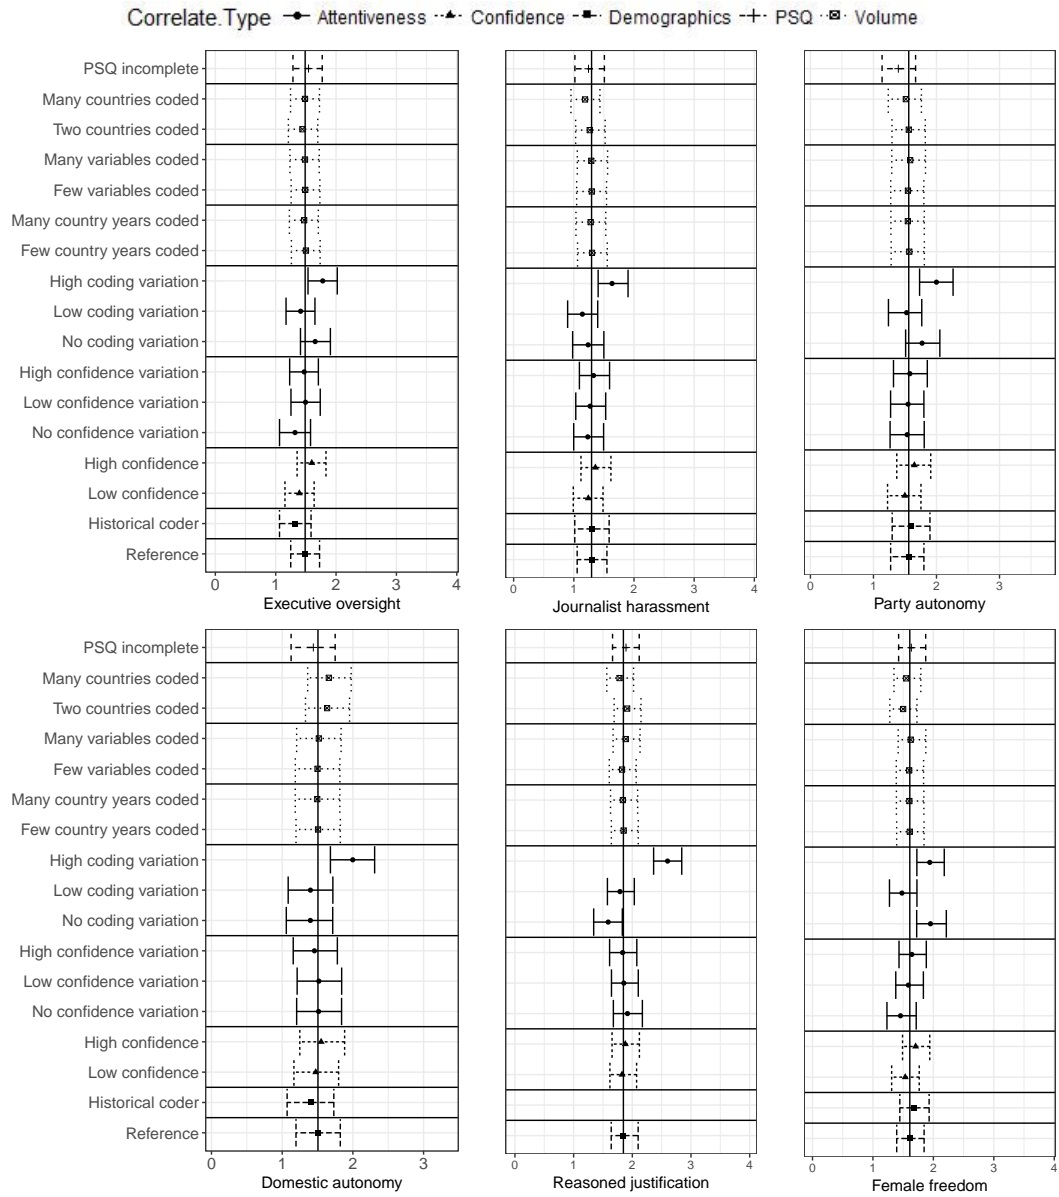 Correlate.Type Attentiveness Confidence Demographics PSQ Volume
PSQ incomplete
Many countries coded
Two countries coded
Many variables coded
Few variables coded
Many country years coded
Few country years coded
High coding variation
Low coding variation
No coding variation
High confidence variation
Low confidence variation
No confidence variation
High confidence
Low confidence
Historical coder
Reference
0 1 2 3 4
Executive oversight
0 1 2 3 4
Journalist harassment
0 1 2 3
Party autonomy
PSQ incomplete
Many countries coded
Two countries coded
Many variables coded
Few variables coded
Many country years coded
Few country years coded
High coding variation
Low coding variation
No coding variation
High confidence variation
Low confidence variation
No confidence variation
High confidence
Low confidence
Historical coder
Reference
0 1 2 3
Domestic autonomy
0 1 2 3 4
Reasoned justification
0 1 2 3 4
Female freedom